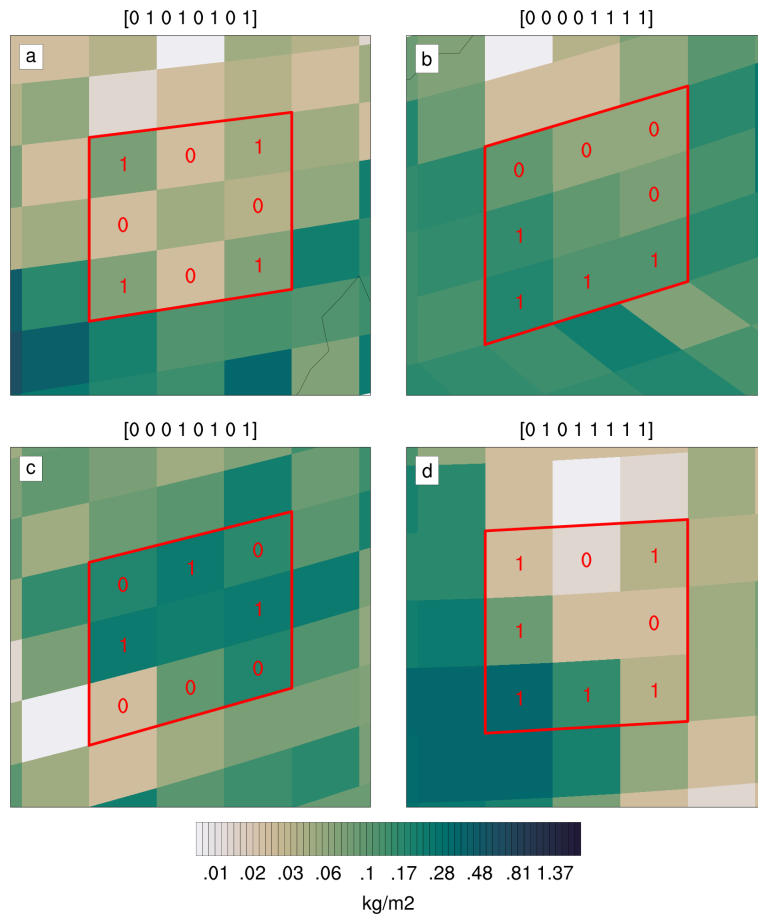 [0 1 0 1 0 1 0 1]
[0 0 0 0 1 1 1 1]
a
b
1 0 1
0 0
1 0 1
0 0 0
1 0
1 1 1
[0 0 0 1 0 1 0 1]
[0 1 0 1 1 1 1 1]
c
d
0 1 0
1 1
0 0 0
1 0 1
1 0
1 1 1
.01 .02 .03 .06 .1 .17 .28 .48 .81 1.37
kg/m2